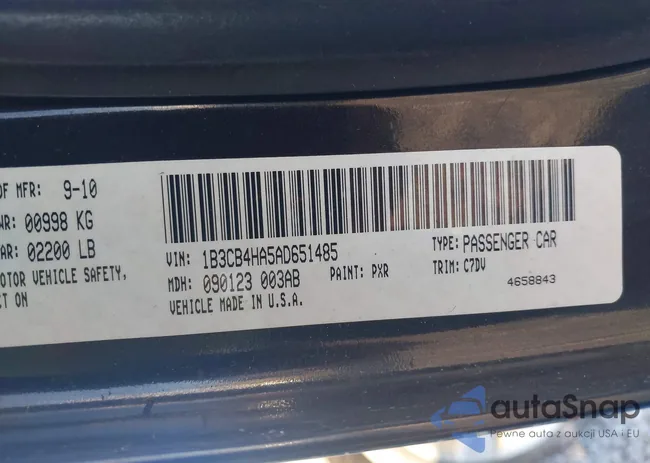 OF MFR: 9-10
WR: 00998 KG
AR: 02200 LB
OTOR VEHICLE SAFETY,
CT ON
VIN: 1B3CB4HA5AD651485
TYPE: PASSENGER CAR
MDH: 090123 003AB
PAINT: PXR
TRIM: C7DV
VEHICLE MADE IN U.S.A.
4658843
autaSnap
Pewne auta z aukcji USA i EU